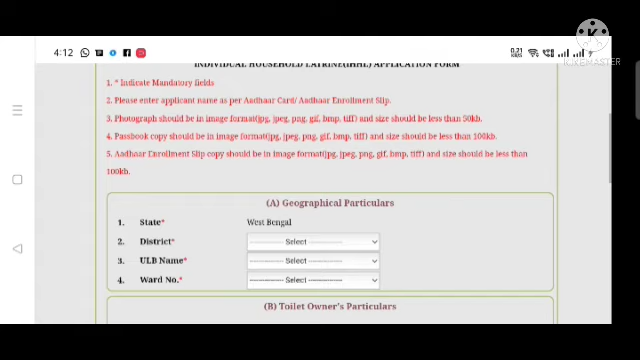 4:12
0.21
KB/S
KINEMASTER
INDIVIDUAL HOUSEHOLD LATRINE(IHHL) APPLICATION FORM
1. * Indicate Mandatory fields
2. Please enter applicant name as per Aadhaar Card/ Aadhaar Enrollment Slip.
3. Photograph should be in image format(jpg, jpeg, png, gif, bmp, tiff) and size should be less than 50kb.
4. Passbook copy should be in image format(jpg, jpeg, png, gif, bmp, tiff) and size should be less than 100kb.
5. Aadhaar Enrollment Slip copy should be in image format(jpg, jpeg, png, gif, bmp, tiff) and size should be less than
100kb.
(A) Geographical Particulars
1. State* West Bengal
2. District* ------------- Select -------------
3. ULB Name* ------------- Select -------------
4. Ward No.* ------------- Select -------------
(B) Toilet Owner's Particulars